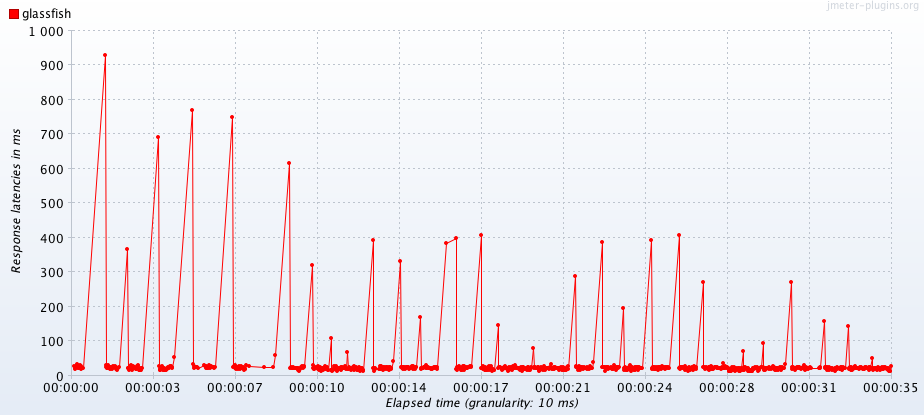 jmeter-plugins.org
glassfish
1 000
900
800
700
600
500
400
300
200
100
0
Response latencies in ms
00:00:00 00:00:03 00:00:07 00:00:10 00:00:14 00:00:17 00:00:21 00:00:24 00:00:28 00:00:31 00:00:35
Elapsed time (granularity: 10 ms)